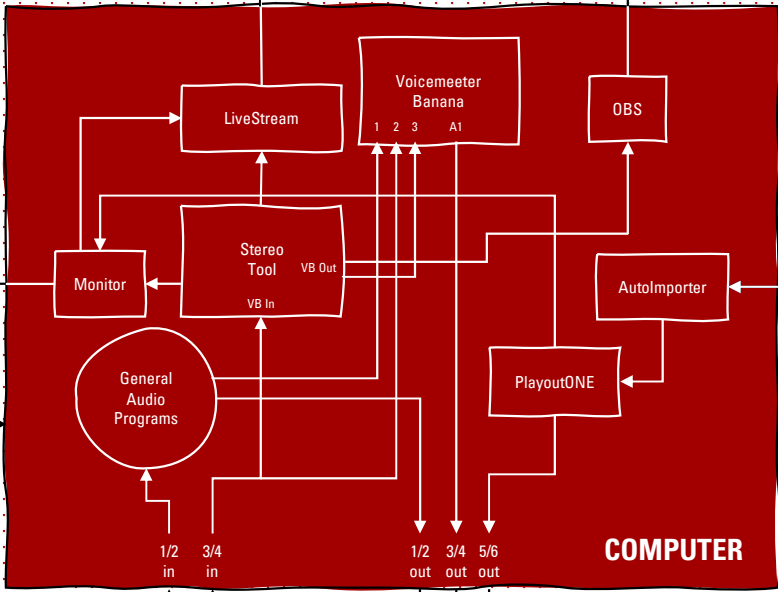 Voicemeeter
Banana
1 2 3 A1
LiveStream
OBS
Stereo
Tool
VB Out
VB In
Monitor
AutoImporter
General
Audio
Programs
PlayoutONE
1/2
in
3/4
in
1/2
out
3/4
out
5/6
out
COMPUTER